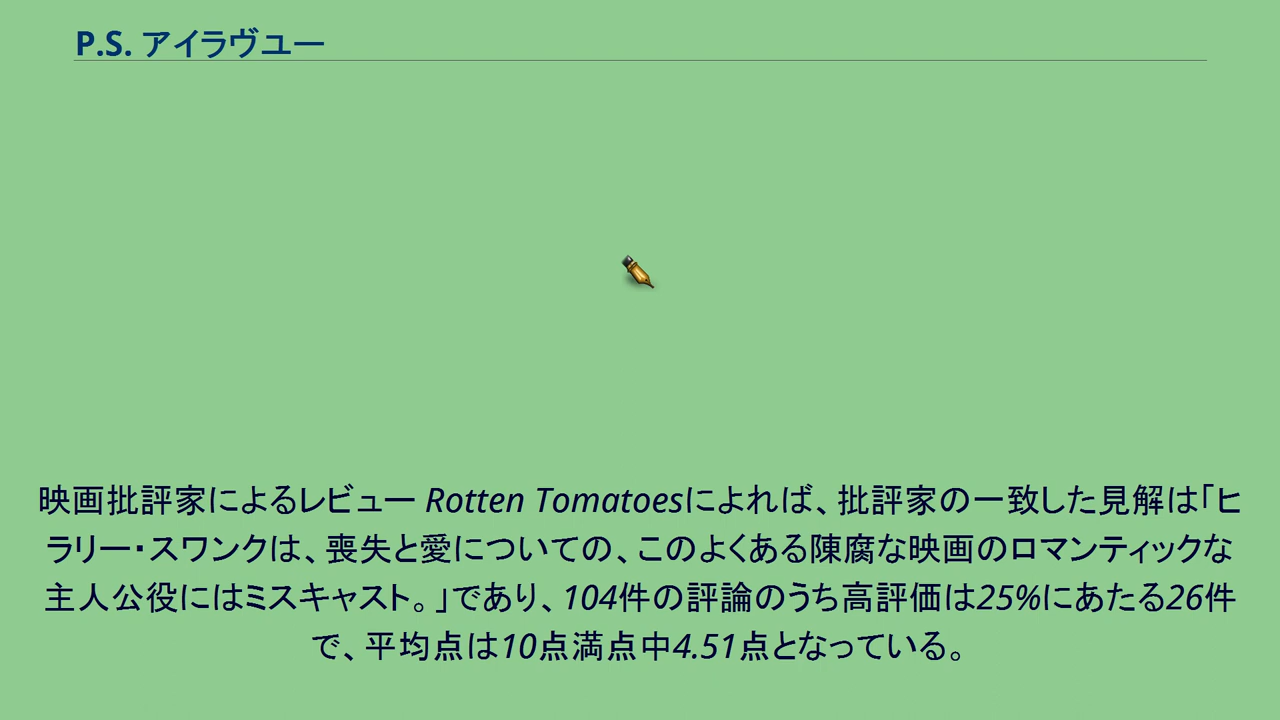 P.S. アイラヴユー
映画批評家によるレビュー Rotten Tomatoesによれば、批評家の一致した見解は「ヒ
ラリー・スワンクは、喪失と愛についての、このよくある陳腐な映画のロマンティックな
主人公役にはミスキャスト。」であり、104件の評論のうち高評価は25%にあたる26件
で、平均点は10点満点中4.51点となっている。